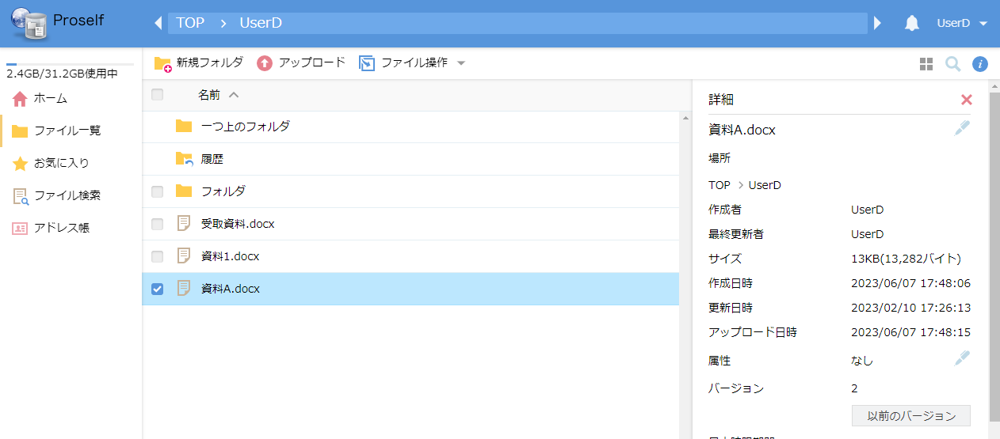 Proself
TOP > UserD
UserD
2.4GB/31.2GB使用中
ホーム
ファイル一覧
お気に入り
ファイル検索
アドレス帳
新規フォルダ
アップロード
ファイル操作
名前
一つ上のフォルダ
履歴
フォルダ
受取資料.docx
資料1.docx
資料A.docx
詳細
資料A.docx
場所
TOP > UserD
作成者 UserD
最終更新者 UserD
サイズ 13KB(13,282バイト)
作成日時 2023/06/07 17:48:06
更新日時 2023/02/10 17:26:13
アップロード日時 2023/06/07 17:48:15
属性 なし
バージョン 2
以前のバージョン